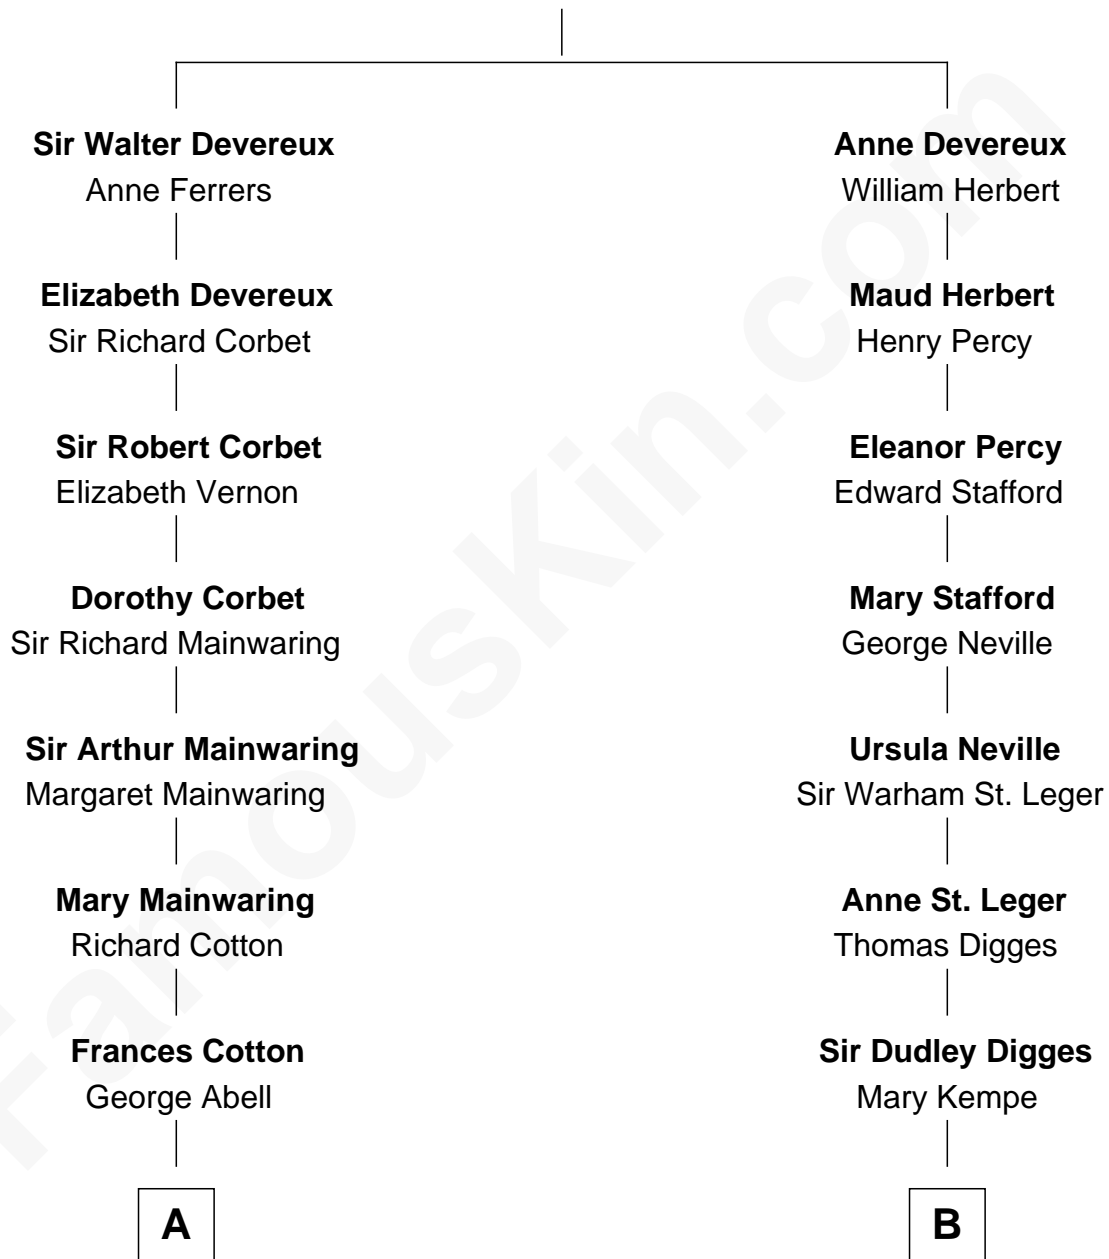 Sir Walter Devereux
Anne Ferrers
Anne Devereux
William Herbert
Elizabeth Devereux
Sir Richard Corbet
Maud Herbert
Henry Percy
Sir Robert Corbet
Elizabeth Vernon
Eleanor Percy
Edward Stafford
Dorothy Corbet
Sir Richard Mainwaring
Mary Stafford
George Neville
Sir Arthur Mainwaring
Margaret Mainwaring
Ursula Neville
Sir Warham St. Leger
Mary Mainwaring
Richard Cotton
Anne St. Leger
Thomas Digges
Frances Cotton
George Abell
Sir Dudley Digges
Mary Kempe
A
B
FamousKin.com